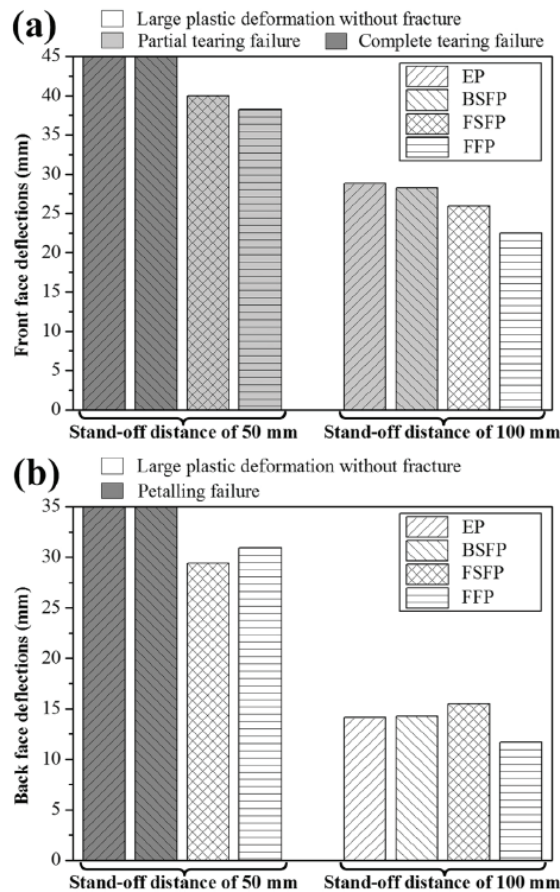 (a)
Large plastic deformation without fracture
Partial tearing failure Complete tearing failure
Front face deflections (mm)
45
40
35
30
25
20
15
10
5
0
EP
BSFP
FSFP
FFP
Stand-off distance of 50 mm Stand-off distance of 100 mm
(b)
Large plastic deformation without fracture
Petalling failure
Back face deflections (mm)
35
30
25
20
15
10
5
0
EP
BSFP
FSFP
FFP
Stand-off distance of 50 mm Stand-off distance of 100 mm